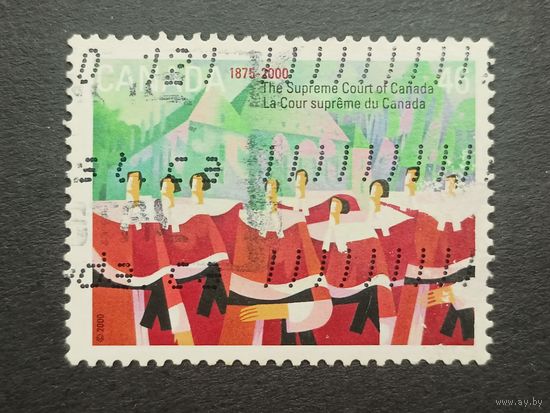 CANADA 1875-2000 46
The Supreme Court of Canada
La Cour suprême du Canada
© 2000
www.ay.by